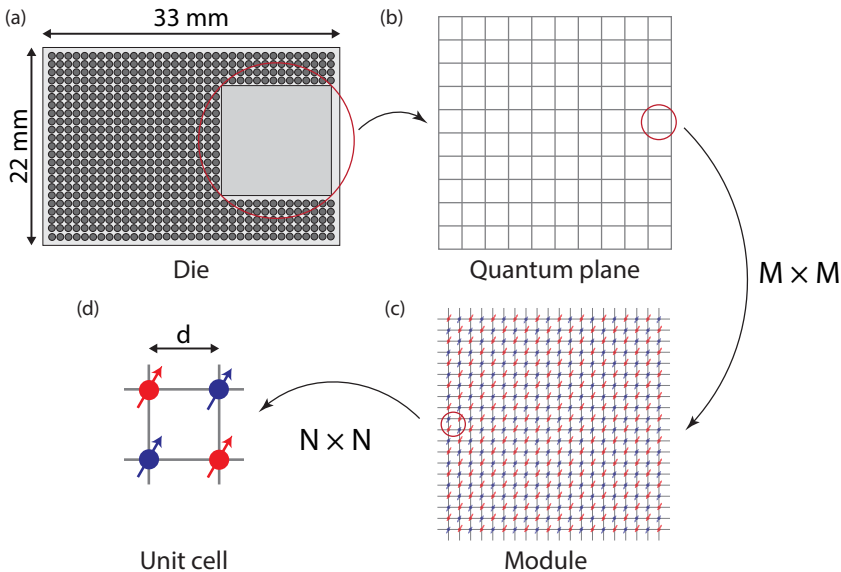 (a)
33 mm
22 mm
Die
(b)
Quantum plane
M × M
(c)
Module
N × N
(d)
d
Unit cell